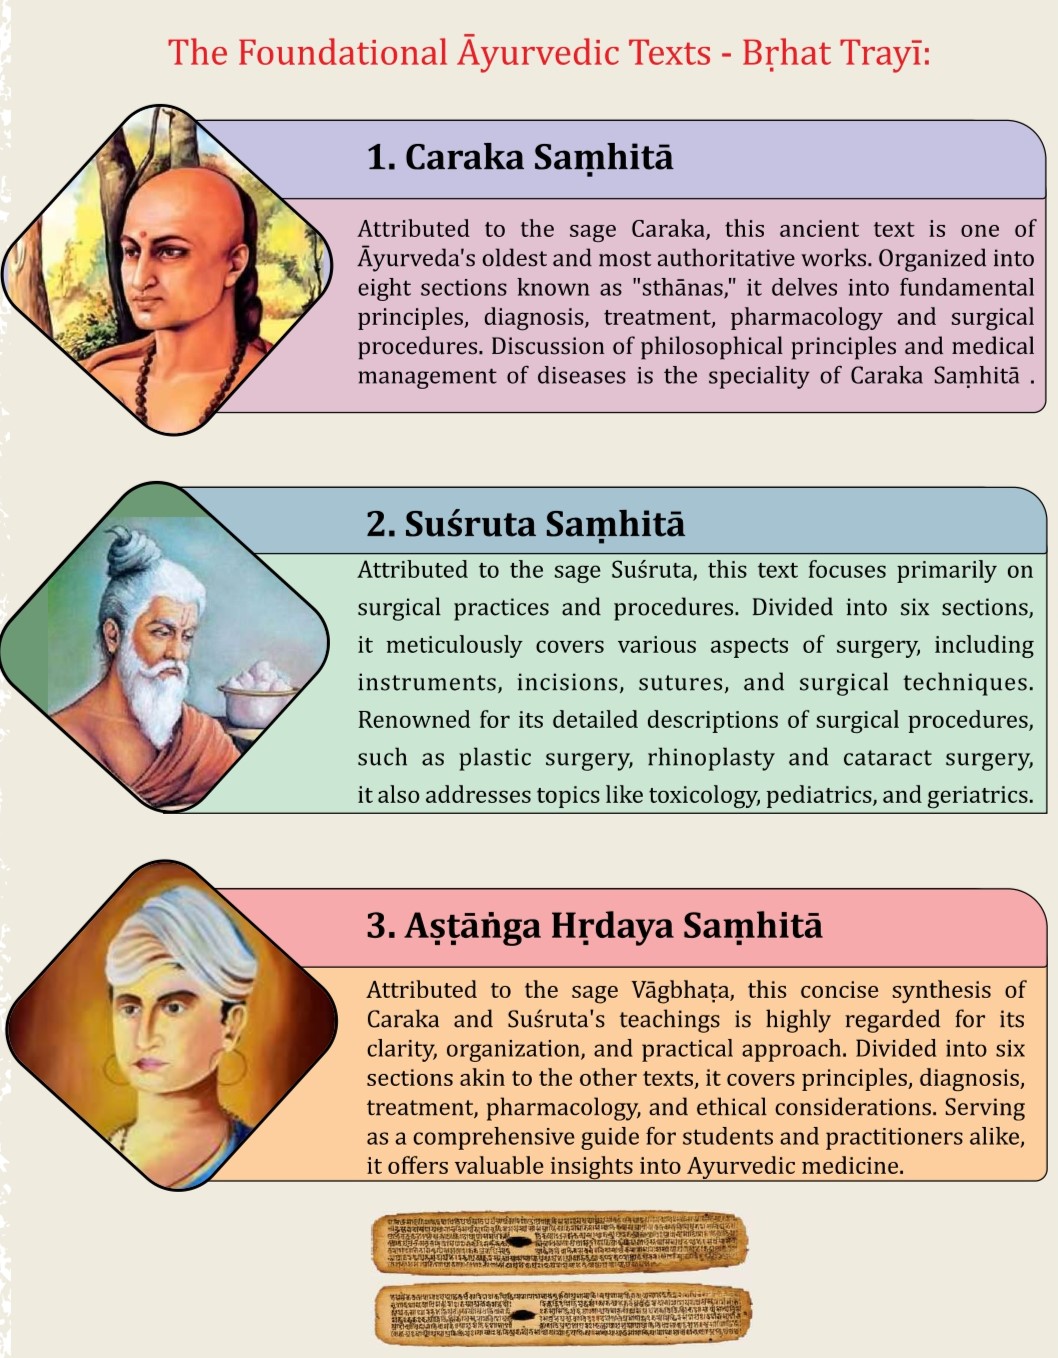 The Foundational Āyurvedic Texts - Bṛhat Trayī:
1. Caraka Saṃhitā
Attributed to the sage Caraka, this ancient text is one of
Āyurveda's oldest and most authoritative works. Organized into
eight sections known as "sthānas," it delves into fundamental
principles, diagnosis, treatment, pharmacology and surgical
procedures. Discussion of philosophical principles and medical
management of diseases is the speciality of Caraka Saṃhitā .
2. Suśruta Saṃhitā
Attributed to the sage Suśruta, this text focuses primarily on
surgical practices and procedures. Divided into six sections,
it meticulously covers various aspects of surgery, including
instruments, incisions, sutures, and surgical techniques.
Renowned for its detailed descriptions of surgical procedures,
such as plastic surgery, rhinoplasty and cataract surgery,
it also addresses topics like toxicology, pediatrics, and geriatrics.
3. Aṣṭāṅga Hṛdaya Saṃhitā
Attributed to the sage Vāgbhaṭa, this concise synthesis of
Caraka and Suśruta's teachings is highly regarded for its
clarity, organization, and practical approach. Divided into six
sections akin to the other texts, it covers principles, diagnosis,
treatment, pharmacology, and ethical considerations. Serving
as a comprehensive guide for students and practitioners alike,
it offers valuable insights into Ayurvedic medicine.